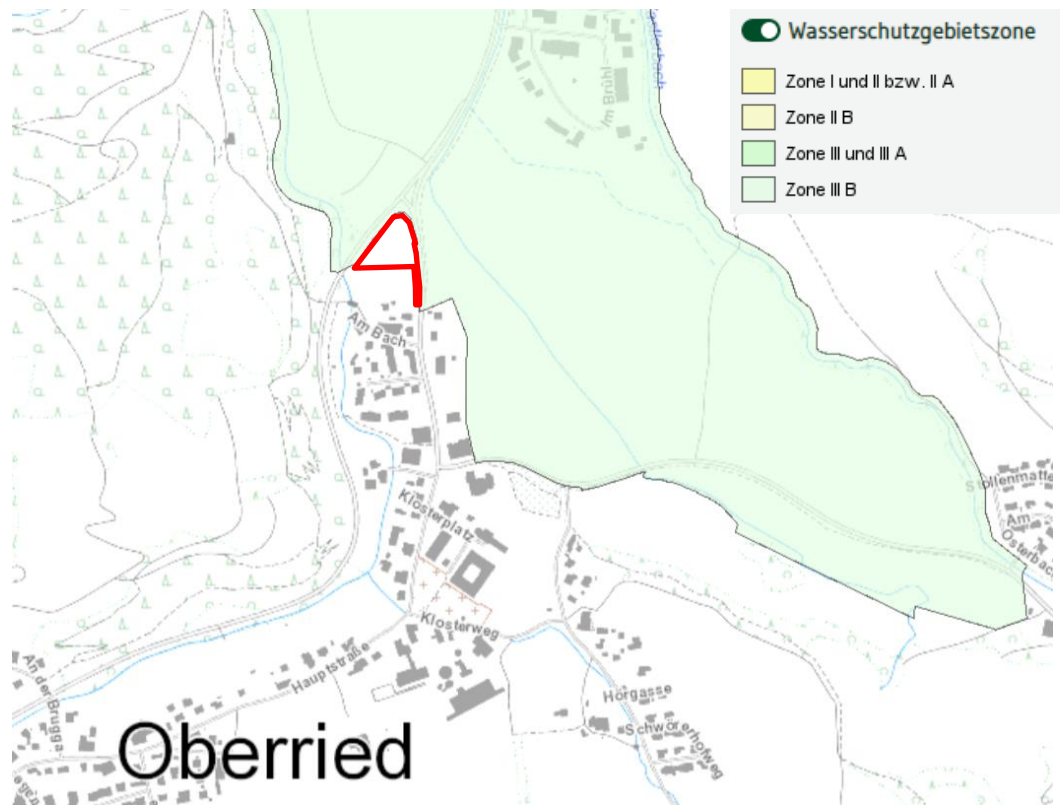 Wasserschutzgebietszone
Zone I und II bzw. II A
Zone II B
Zone III und III A
Zone III B
Im Brühl
Am Bach
Klosterplatz
Klosterweg
Hauptstraße
An der Brugga
Hörgasse
Schwörerhofweg
Stollenmatte
Am
Osterbach
Oberried